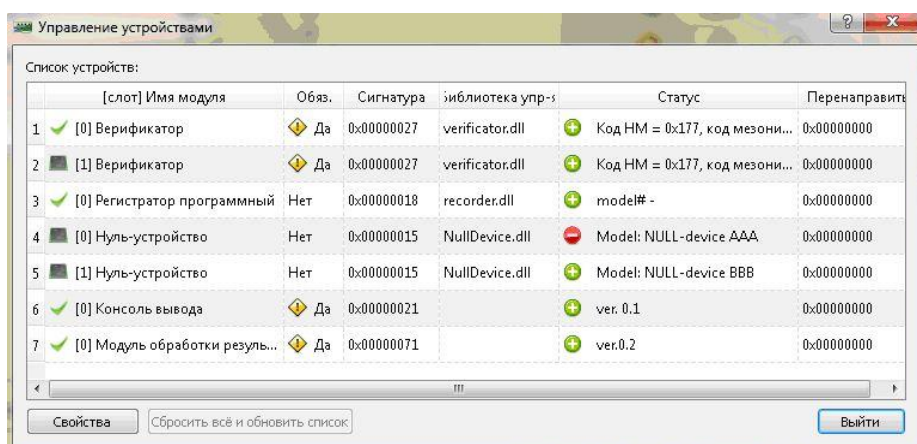 Управление устройствами
Список устройств:
[слот] Имя модуля Обяз. Сигнатура Статус Перенаправить
1 [0] Верификатор Да 0x00000027 verificator.dll Код НМ = 0x177, код мезони... 0x00000000
2 [1] Верификатор Да 0x00000027 verificator.dll Код НМ = 0x177, код мезони... 0x00000000
3 [0] Регистратор программный Нет 0x00000018 recorder.dll model# - 0x00000000
4 [0] Нуль-устройство Нет 0x00000015 NullDevice.dll Model: NULL-device AAA 0x00000000
5 [1] Нуль-устройство Нет 0x00000015 NullDevice.dll Model: NULL-device BBB 0x00000000
6 [0] Консоль вывода Да 0x00000021 ver. 0.1 0x00000000
7 [0] Модуль обработки резуль... Да 0x00000071 ver.0.2 0x00000000
Свойства Сбросить всё и обновить список Выйти